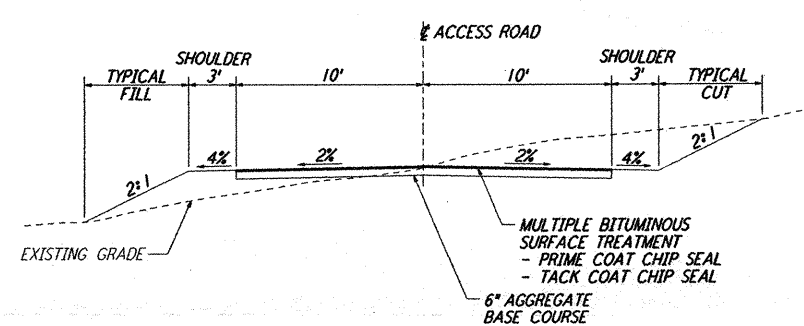 ℄ ACCESS ROAD
SHOULDER
SHOULDER
TYPICAL
3'
10'
10'
3'
TYPICAL
FILL
CUT
4%
2%
2%
4%
2:1
2:1
EXISTING GRADE
MULTIPLE BITUMINOUS
SURFACE TREATMENT
- PRIME COAT CHIP SEAL
- TACK COAT CHIP SEAL
6" AGGREGATE
BASE COURSE